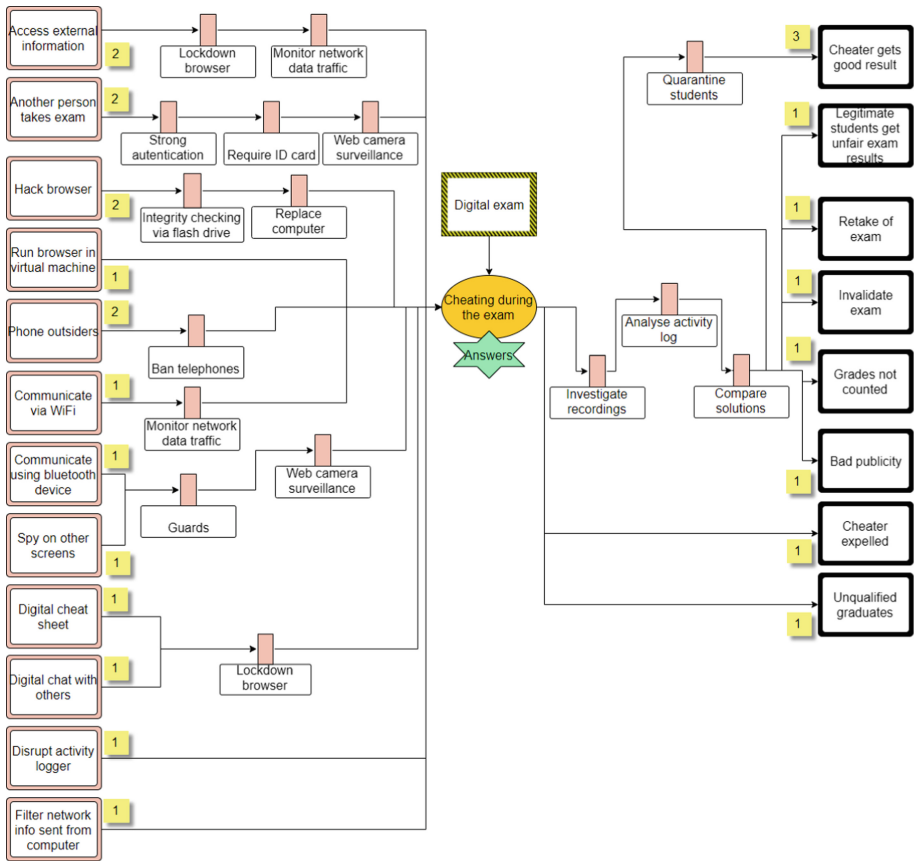 Access external
information
2
Lockdown
browser
Monitor network
data traffic
Another person
takes exam
2
Strong
autentication
Require ID card
Web camera
surveillance
Hack browser
2
Integrity checking
via flash drive
Replace
computer
Run browser in
virtual machine
1
Phone outsiders
2
Ban telephones
Communicate
via WiFi
1
Monitor network
data traffic
Communicate
using bluetooth
device
1
Guards
Web camera
surveillance
Spy on other
screens
1
Digital cheat
sheet
1
Lockdown
browser
Digital chat with
others
1
Disrupt activity
logger
1
Filter network
info sent from
computer
1
Digital exam
Cheating during
the exam
Answers
Investigate
recordings
Analyse activity
log
Compare
solutions
Quarantine
students
3
Cheater gets
good result
1
Legitimate
students get
unfair exam
results
1
Retake of
exam
1
Invalidate
exam
1
Grades not
counted
Bad publicity
1
Cheater
expelled
1
Unqualified
graduates
1